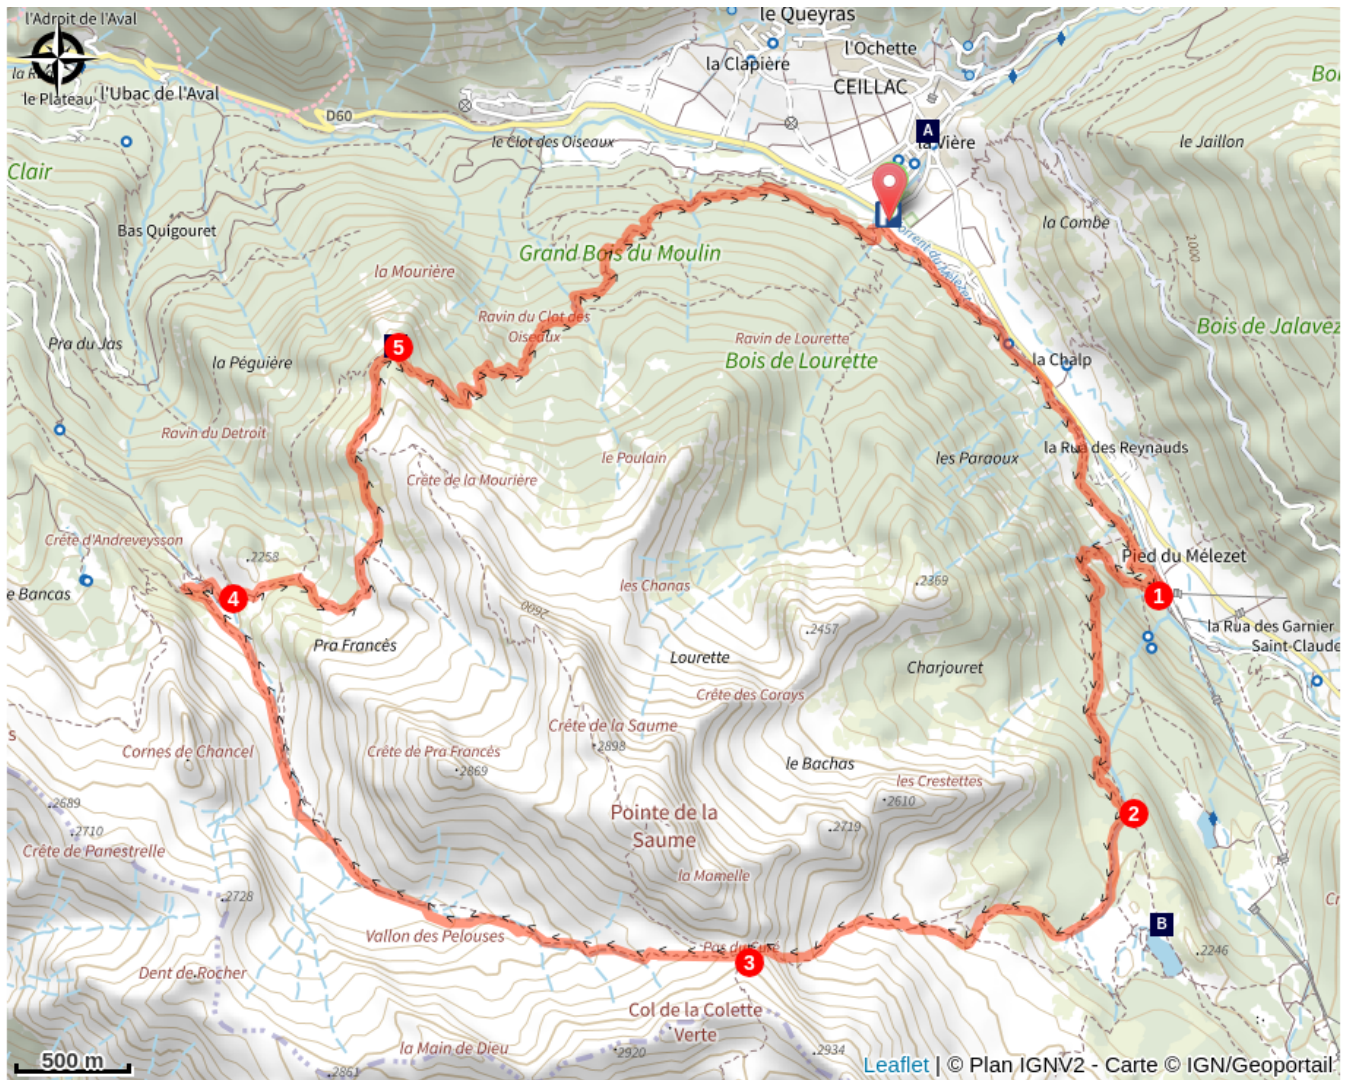 l'Adroit de l'Aval
le Queyras
l'Ochette
la Clapière
CEILLAC
le Plateau
l'Ubac de l'Aval
D60
A
le Clot des Oiseaux
le Jaillon
Clair
la Combe
Bas Quigouret
Torrent du Mélezet
2000
Grand Bois du Moulin
la Mourière
Ravin du Clot des
Oiseaux
Bois de Jalavez
Pra du Jas
5
la Péguière
Ravin de Lourette
Bois de Lourette
la Chalp
Ravin du Detroit
la Rua des Reynauds
le Poulain
les Paraoux
Crête de la Mourière
Crête d'Andreveysson
2258
Pied du Mélezet
2369
les Chanas
e Bancas
4
1
2600
2457
la Rua des Garnier
Saint-Claude
Pra Francès
Lourette
Charjouret
Crête des Corays
Crête de la Saume
2898
Cornes de Chancel
Crête de Pra Francès
2869
le Bachas
les Crestettes
2610
2689
2710
Pointe de la
Saume
2719
2
Crête de Panestrelle
la Mamelle
2728
B
Vallon des Pelouses
2246
3
Dent de Rocher
Col de la Colette
Verte
la Main de Dieu
2920
2934
2861
500 m
Leaflet | © Plan IGNV2 - Carte © IGN/Geoportail